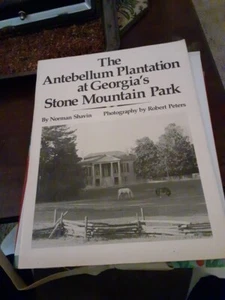 The
Antebellum Plantation
at Georgia's
Stone Mountain Park
By Norman Shavin Photography by Robert Peters